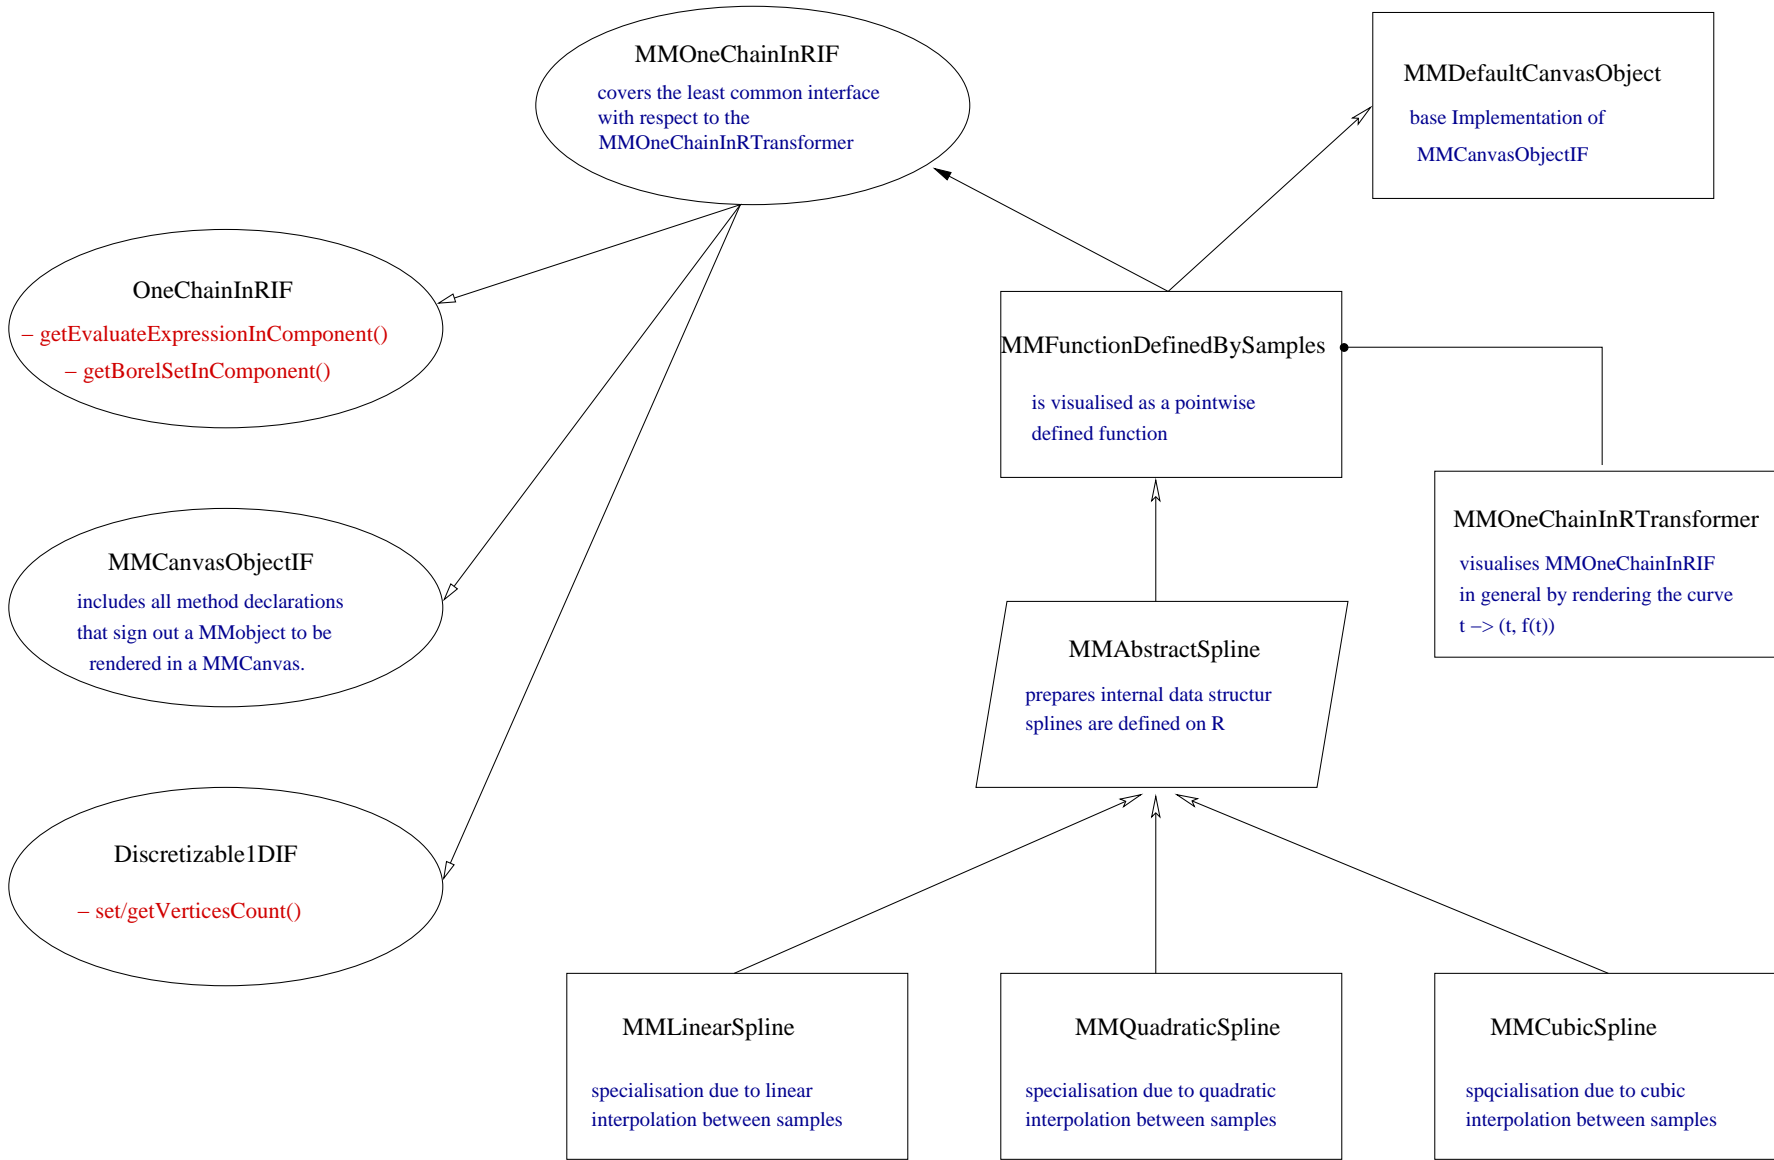 MMOneChainInRIF
covers the least common interface
with respect to the
MMOneChainInRTransformer
MMDefaultCanvasObject
base Implementation of
MMCanvasObjectIF
OneChainInRIF
– getEvaluateExpressionInComponent()
– getBorelSetInComponent()
MMFunctionDefinedBySamples
is visualised as a pointwise
defined function
MMCanvasObjectIF
includes all method declarations
that sign out a MMobject to be
rendered in a MMCanvas.
MMOneChainInRTransformer
visualises MMOneChainInRIF
in general by rendering the curve
t –> (t, f(t))
MMAbstractSpline
prepares internal data structur
splines are defined on R
Discretizable1DIF
– set/getVerticesCount()
MMLinearSpline
specialisation due to linear
interpolation between samples
MMQuadraticSpline
specialisation due to quadratic
interpolation between samples
MMCubicSpline
spqcialisation due to cubic
interpolation between samples